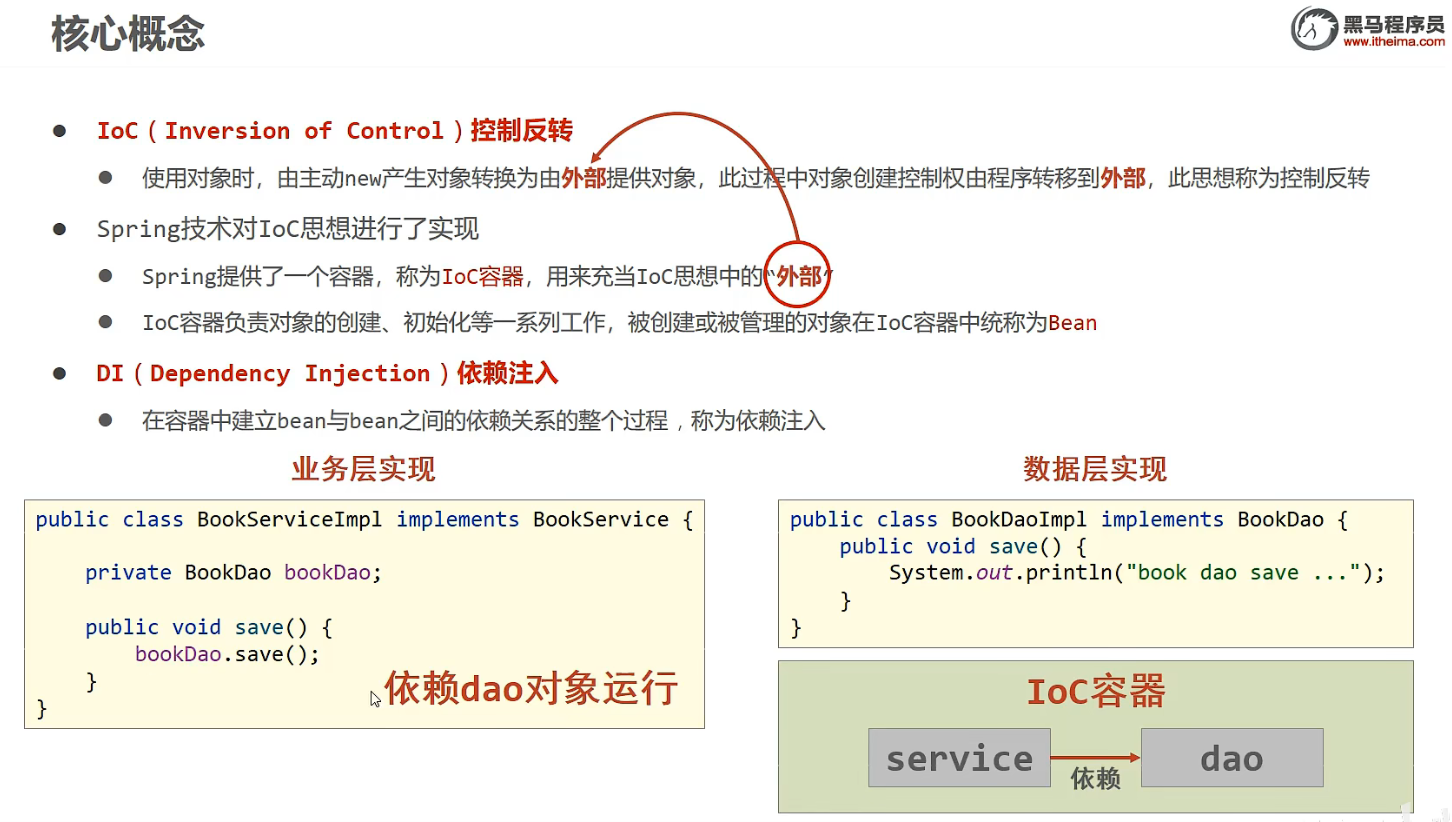 核心概念
黑马程序员
www.itheima.com
IoC（Inversion of Control）控制反转
使用对象时，由主动new产生对象转换为由外部提供对象，此过程中对象创建控制权由程序转移到外部，此思想称为控制反转
Spring技术对IoC思想进行了实现
Spring提供了一个容器，称为IoC容器，用来充当IoC思想中的“外部”
IoC容器负责对象的创建、初始化等一系列工作，被创建或被管理的对象在IoC容器中统称为Bean
DI（Dependency Injection）依赖注入
在容器中建立bean与bean之间的依赖关系的整个过程，称为依赖注入
业务层实现
public class BookServiceImpl implements BookService {
private BookDao bookDao;
public void save() {
bookDao.save();
}
}
依赖dao对象运行
数据层实现
public class BookDaoImpl implements BookDao {
public void save() {
System.out.println("book dao save ...");
}
}
IoC容器
service
依赖
dao